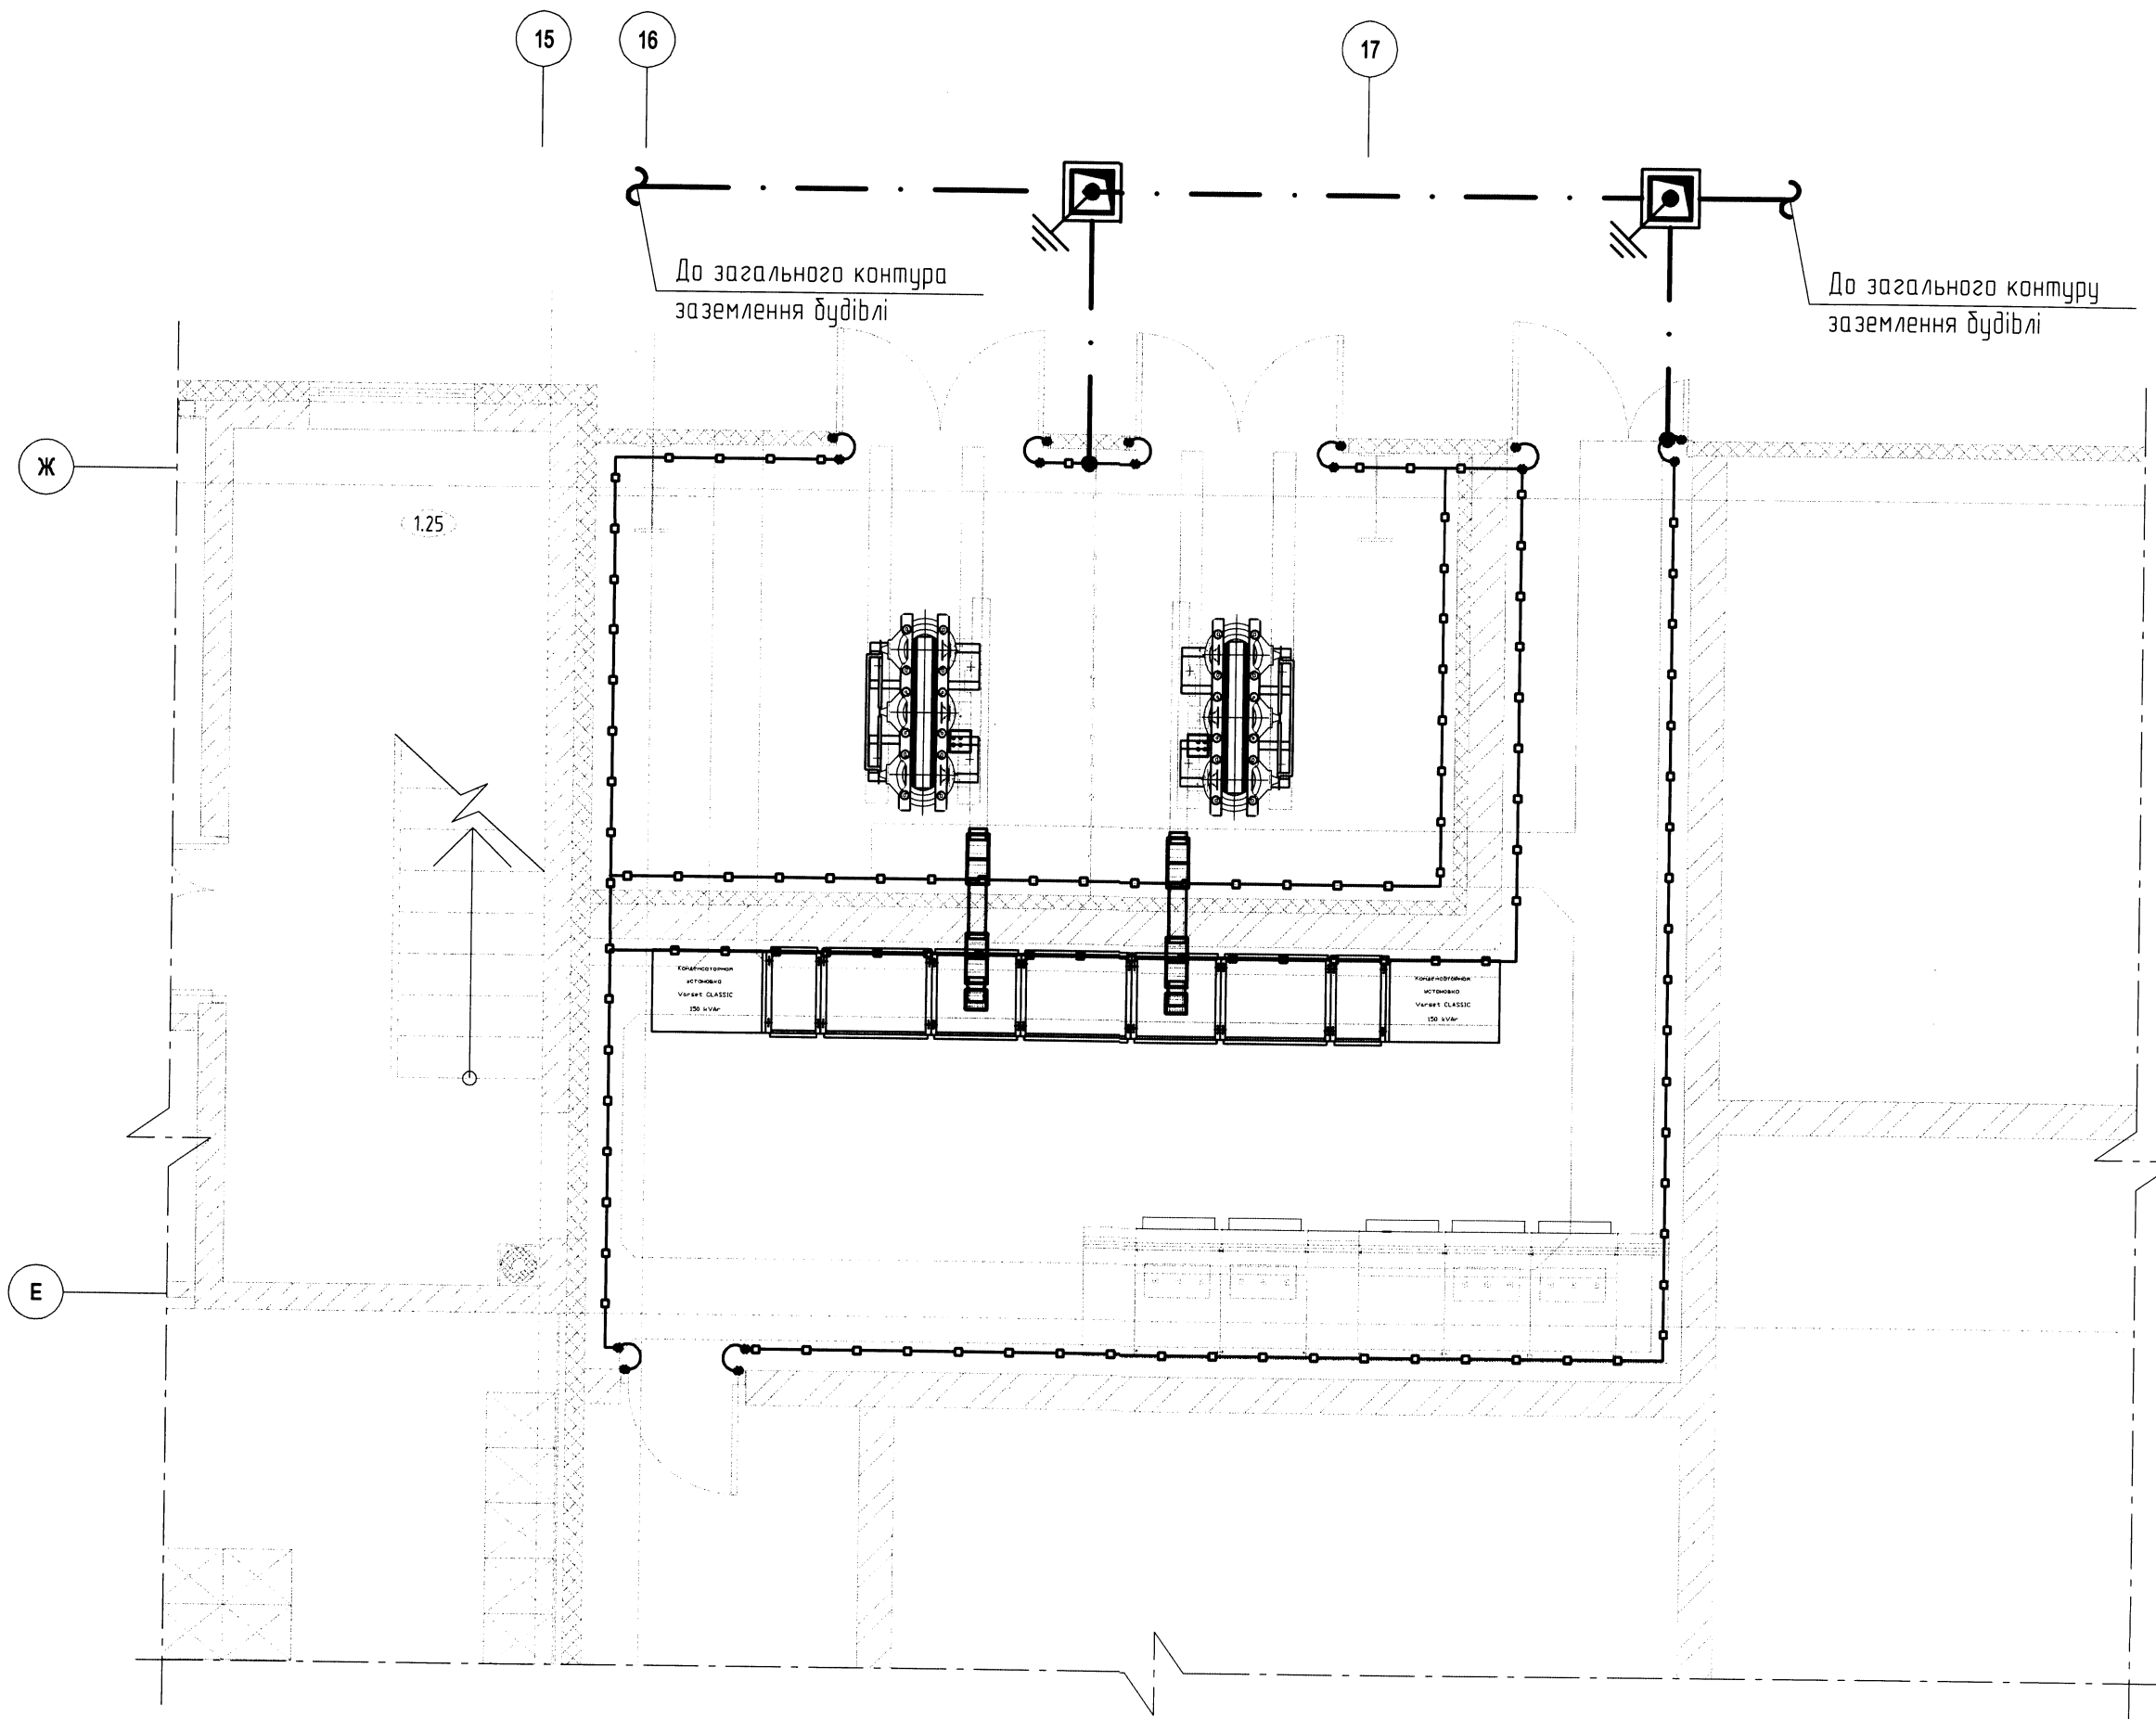 15
16
17
До загального контура
заземлення будівлі
До загального контуру
заземлення будівлі
Ж
1.25
Конденсаторная
установка
Varset CLASSIC
150 kVAr
Конденсаторная
установка
Varset CLASSIC
150 kVAr
Е